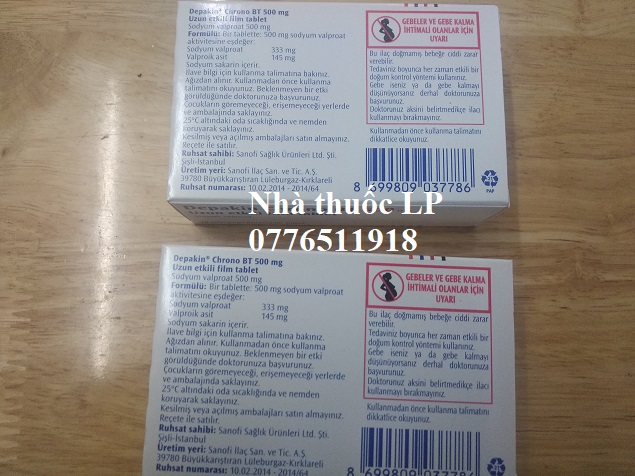 Depakin® Chrono BT 500 mg
Uzun etkili film tablet
Sodyum valproat 500 mg
Formülü: Bir tablette: 500 mg sodyum valproat
aktivitesine eşdeğer:
Sodyum valproat 333 mg
Valproik asit 145 mg
Sodyum sakarin içerir.
İlave bilgi için kullanma talimatına bakınız.
Ağızdan alınır. Kullanmadan önce kullanma
talimatını okuyunuz. Beklenmeyen bir etki
görüldüğünde doktorunuza başvurunuz.
Çocukların göremeyeceği, erişemeyeceği yerlerde
ve ambalajında saklayınız.
25°C altındaki oda sıcaklığında ve nemden
koruyarak saklayınız.
Kesilmiş veya açılmış ambalajları satın almayınız.
Reçete ile satılır.
Ruhsat sahibi: Sanofi Sağlık Ürünleri Ltd. Şti.
Şişli-İstanbul
Üretim yeri: Sanofi İlaç San. ve Tic. A.Ş.
39780 Büyükkarıştıran Lüleburgaz-Kırklareli
Ruhsat numarası: 10.02.2014 - 2014/64
GEBELER VE GEBE KALMA
İHTİMALİ OLANLAR İÇİN
UYARI
Bu ilaç doğmamış bebeğe ciddi zarar
verebilir.
Tedaviniz boyunca her zaman etkili bir
doğum kontrol yöntemi kullanınız.
Gebe iseniz ya da gebe kalmayı
düşünüyorsanız derhal doktorunuza
başvurunuz.
Doktorunuz aksini belirtmedikçe ilacı
kullanmayı bırakmayınız.
Kullanmadan önce kullanma talimatını
dikkatlice okuyunuz.
8 699809 037786
PAP
Nhà thuốc LP
0776511918
Depakin® Chrono BT 500 mg
Uzun etkili film tablet
Sodyum valproat 500 mg
Formülü: Bir tablette: 500 mg sodyum valproat
aktivitesine eşdeğer:
Sodyum valproat 333 mg
Valproik asit 145 mg
Sodyum sakarin içerir.
İlave bilgi için kullanma talimatına bakınız.
Ağızdan alınır. Kullanmadan önce kullanma
talimatını okuyunuz. Beklenmeyen bir etki
görüldüğünde doktorunuza başvurunuz.
Çocukların göremeyeceği, erişemeyeceği yerlerde
ve ambalajında saklayınız.
25°C altındaki oda sıcaklığında ve nemden
koruyarak saklayınız.
Kesilmiş veya açılmış ambalajları satın almayınız.
Reçete ile satılır.
Ruhsat sahibi: Sanofi Sağlık Ürünleri Ltd. Şti.
Şişli-İstanbul
Üretim yeri: Sanofi İlaç San. ve Tic. A.Ş.
39780 Büyükkarıştıran Lüleburgaz-Kırklareli
Ruhsat numarası: 10.02.2014 - 2014/64
GEBELER VE GEBE KALMA
İHTİMALİ OLANLAR İÇİN
UYARI
Bu ilaç doğmamış bebeğe ciddi zarar
verebilir.
Tedaviniz boyunca her zaman etkili bir
doğum kontrol yöntemi kullanınız.
Gebe iseniz ya da gebe kalmayı
düşünüyorsanız derhal doktorunuza
başvurunuz.
Doktorunuz aksini belirtmedikçe ilacı
kullanmayı bırakmayınız.
Kullanmadan önce kullanma talimatını
dikkatlice okuyunuz.
8 699809 037786